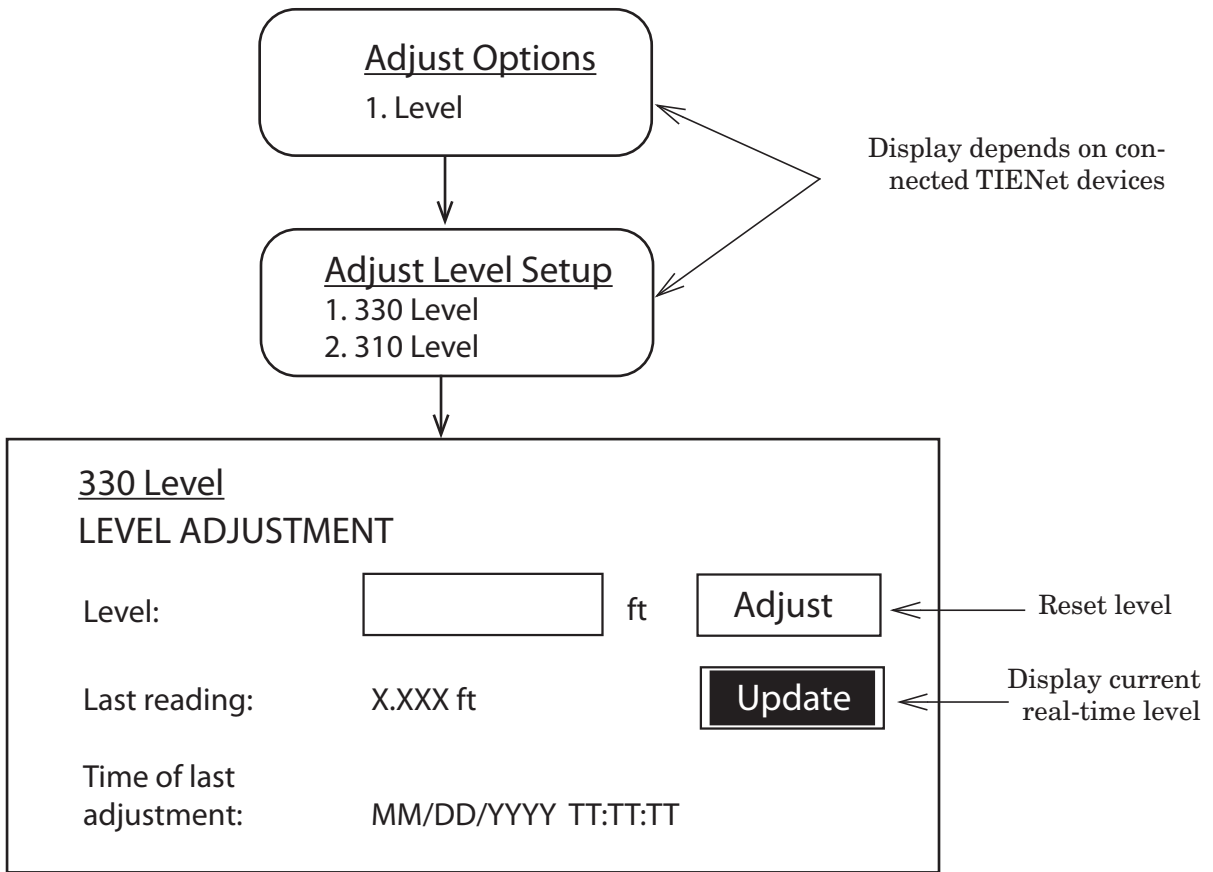 Adjust Options
1. Level
Display depends on con-
nected TIENet devices
Adjust Level Setup
1. 330 Level
2. 310 Level
330 Level
LEVEL ADJUSTMENT
Level:
ft
Adjust
Reset level
Last reading:
X.XXX ft
Update
Display current
real-time level
Time of last
adjustment:
MM/DD/YYYY TT:TT:TT